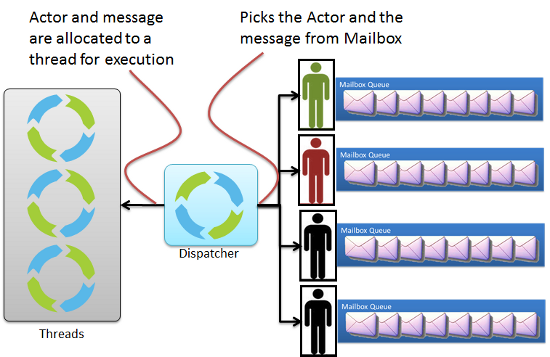 Actor and message
are allocated to a
thread for execution
Picks the Actor and the
message from Mailbox
Mailbox Queue
Mailbox Queue
Mailbox Queue
Mailbox Queue
Dispatcher
Threads